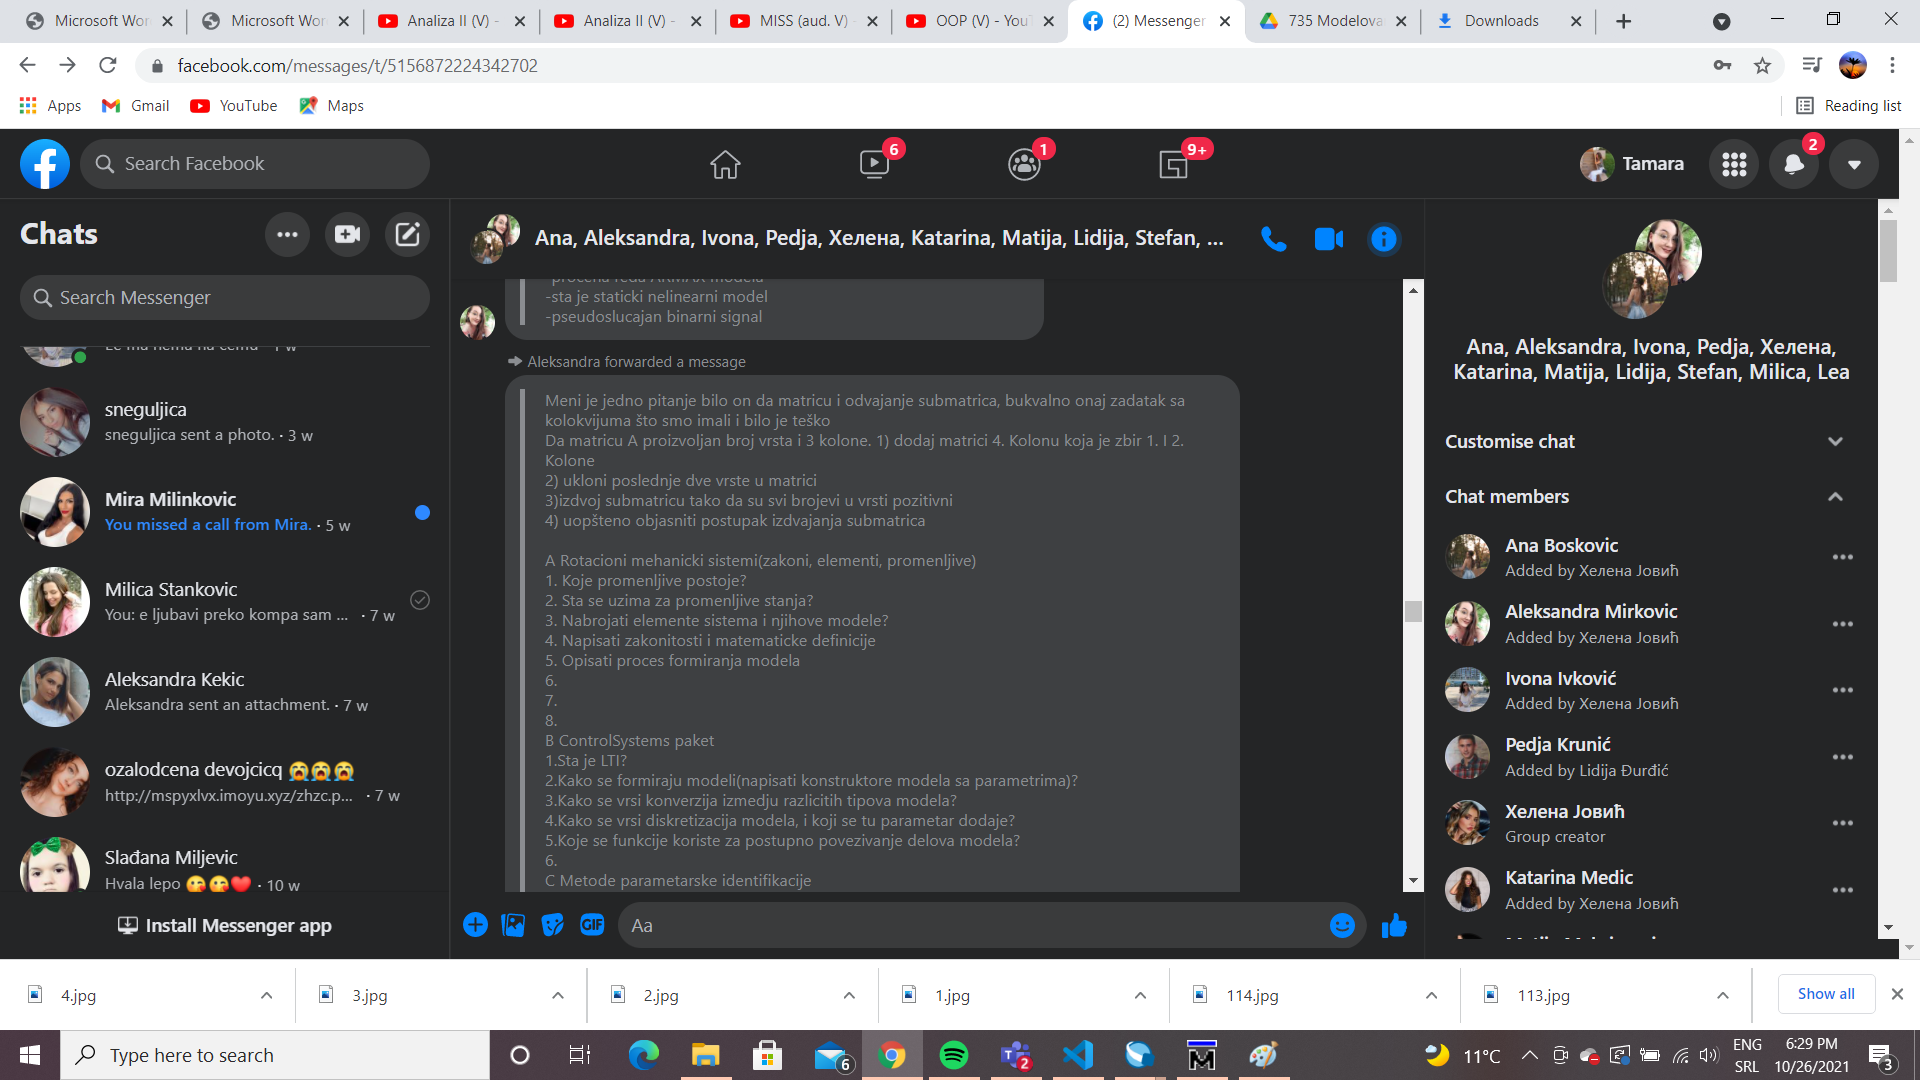 Microsoft Wor
Microsoft Wor
Analiza II (V) -
Analiza II (V) -
MISS (aud. V) -
OOP (V) - YouT
(2) Messenger
735 Modelova
Downloads
facebook.com/messages/t/5156872224342702
Apps
Gmail
YouTube
Maps
Reading list
Search Facebook
6
1
9+
Tamara
2
Chats
Search Messenger
sneguljica
sneguljica sent a photo. · 3 w
Mira Milinkovic
You missed a call from Mira. · 5 w
Milica Stankovic
You: e ljubavi preko kompa sam ... · 7 w
Aleksandra Kekic
Aleksandra sent an attachment. · 7 w
ozalodcena devojcicq 😭😭😭
http://mspyxlvx.imoyu.xyz/zhzc.p... · 7 w
Slađana Miljevic
Hvala lepo 😋😋❤️ · 10 w
Install Messenger app
Ana, Aleksandra, Ivona, Pedja, Хелена, Katarina, Matija, Lidija, Stefan, ...
-procena reda ARMAX modela
-sta je staticki nelinearni model
-pseudoslucajan binarni signal
Aleksandra forwarded a message
Meni je jedno pitanje bilo on da matricu i odvajanje submatrica, bukvalno onaj zadatak sa
kolokvijuma što smo imali i bilo je teško
Da matricu A proizvoljan broj vrsta i 3 kolone. 1) dodaj matrici 4. Kolonu koja je zbir 1. I 2.
Kolone
2) ukloni poslednje dve vrste u matrici
3)izdvoj submatricu tako da su svi brojevi u vrsti pozitivni
4) uopšteno objasniti postupak izdvajanja submatrica
A Rotacioni mehanicki sistemi(zakoni, elementi, promenljive)
1. Koje promenljive postoje?
2. Sta se uzima za promenljive stanja?
3. Nabrojati elemente sistema i njihove modele?
4. Napisati zakonitosti i matematicke definicije
5. Opisati proces formiranja modela
6.
7.
8.
B ControlSystems paket
1.Sta je LTI?
2.Kako se formiraju modeli(napisati konstruktore modela sa parametrima)?
3.Kako se vrsi konverzija izmedju razlicitih tipova modela?
4.Kako se vrsi diskretizacija modela, i koji se tu parametar dodaje?
5.Koje se funkcije koriste za postupno povezivanje delova modela?
6.
C Metode parametarske identifikacije
GIF
Aa
Ana, Aleksandra, Ivona, Pedja, Хелена,
Katarina, Matija, Lidija, Stefan, Milica, Lea
Customise chat
Chat members
Ana Boskovic
Added by Хелена Јовић
Aleksandra Mirkovic
Added by Хелена Јовић
Ivona Ivković
Added by Хелена Јовић
Pedja Krunić
Added by Lidija Đurđić
Хелена Јовић
Group creator
Katarina Medic
Added by Хелена Јовић
4.jpg
3.jpg
2.jpg
1.jpg
114.jpg
113.jpg
Show all
Type here to search
6
2
11°C
ENG
SRL
6:29 PM
10/26/2021
3